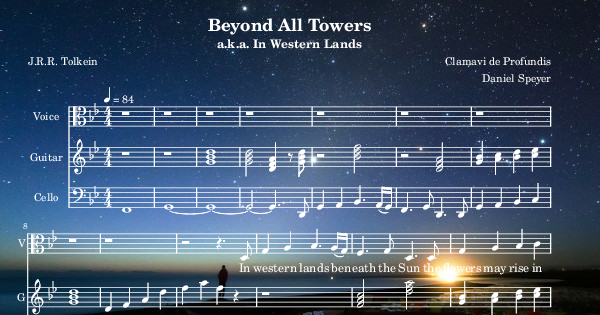 Beyond All Towers
a.k.a. In Western Lands
J.R.R. Tolkein
Clamavi de Profundis
Daniel Speyer
= 84
Voice
Guitar
Cello
8
V
In western lands beneath the Sun the flowers may rise in
G